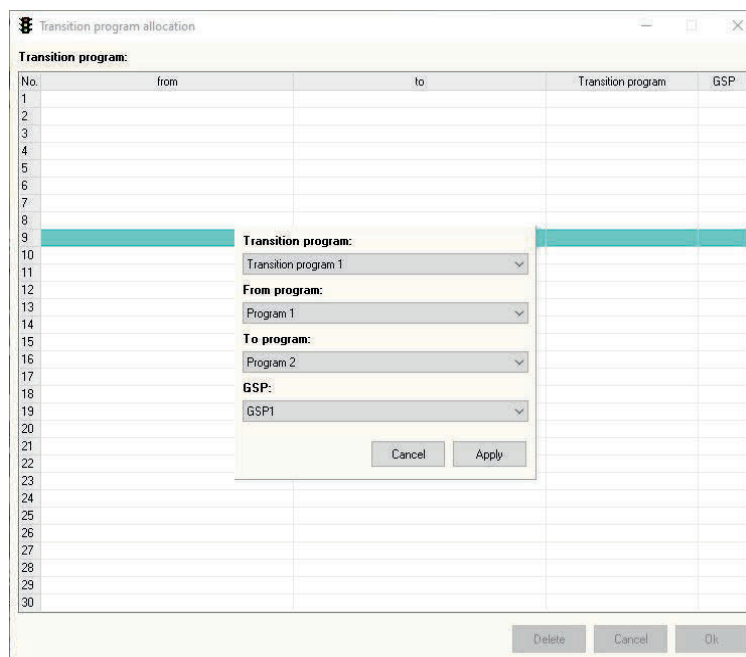 Transition program allocation
Transition program:
No. from to Transition program GSP
1
2
3
4
5
6
7
8
9
10
11
12
13
14
15
16
17
18
19
20
21
22
23
24
25
26
27
28
29
30
Transition program:
Transition program 1
From program:
Program 1
To program:
Program 2
GSP:
GSP1
Cancel Apply
Delete Cancel Ok